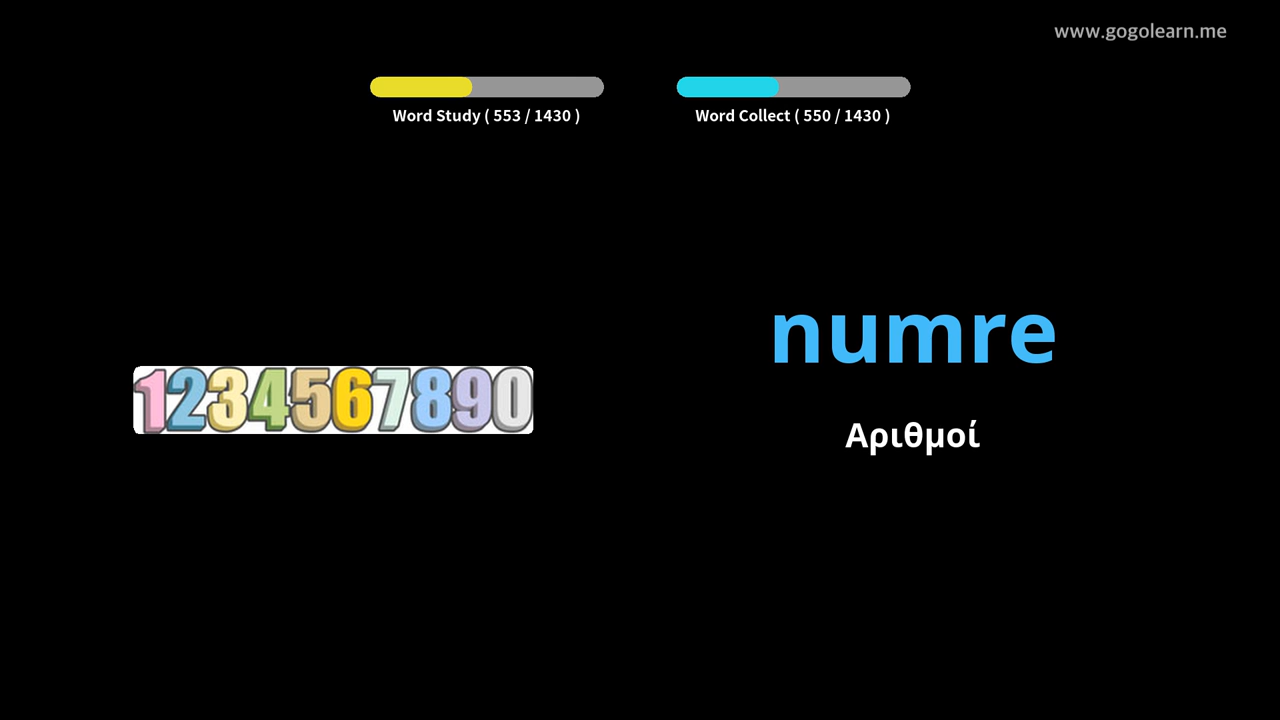 www.gogolearn.me
Word Study ( 553 / 1430 )
Word Collect ( 550 / 1430 )
numre
1234567890
Αριθμοί